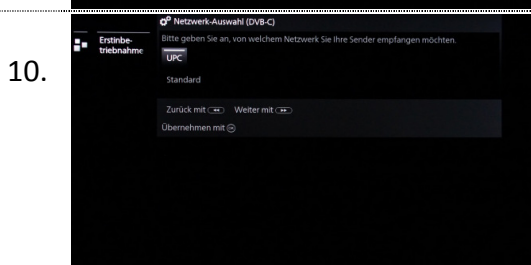 10.
Netzwerk-Auswahl (DVB-C)
Erstinbe-
triebnahme
Bitte geben Sie an, von welchem Netzwerk Sie Ihre Sender empfangen möchten.
UPC
Standard
Zurück mit Weiter mit
Übernehmen mit